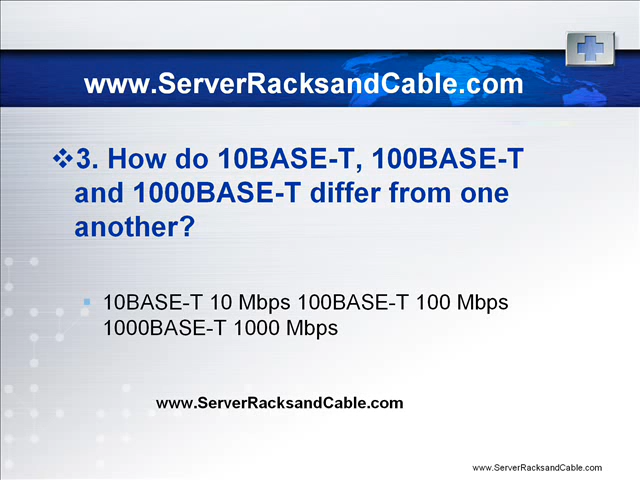 www.ServerRacksandCable.com
❖3. How do 10BASE-T, 100BASE-T
and 1000BASE-T differ from one
another?
▪ 10BASE-T 10 Mbps 100BASE-T 100 Mbps
1000BASE-T 1000 Mbps
www.ServerRacksandCable.com
www.ServerRacksandCable.com